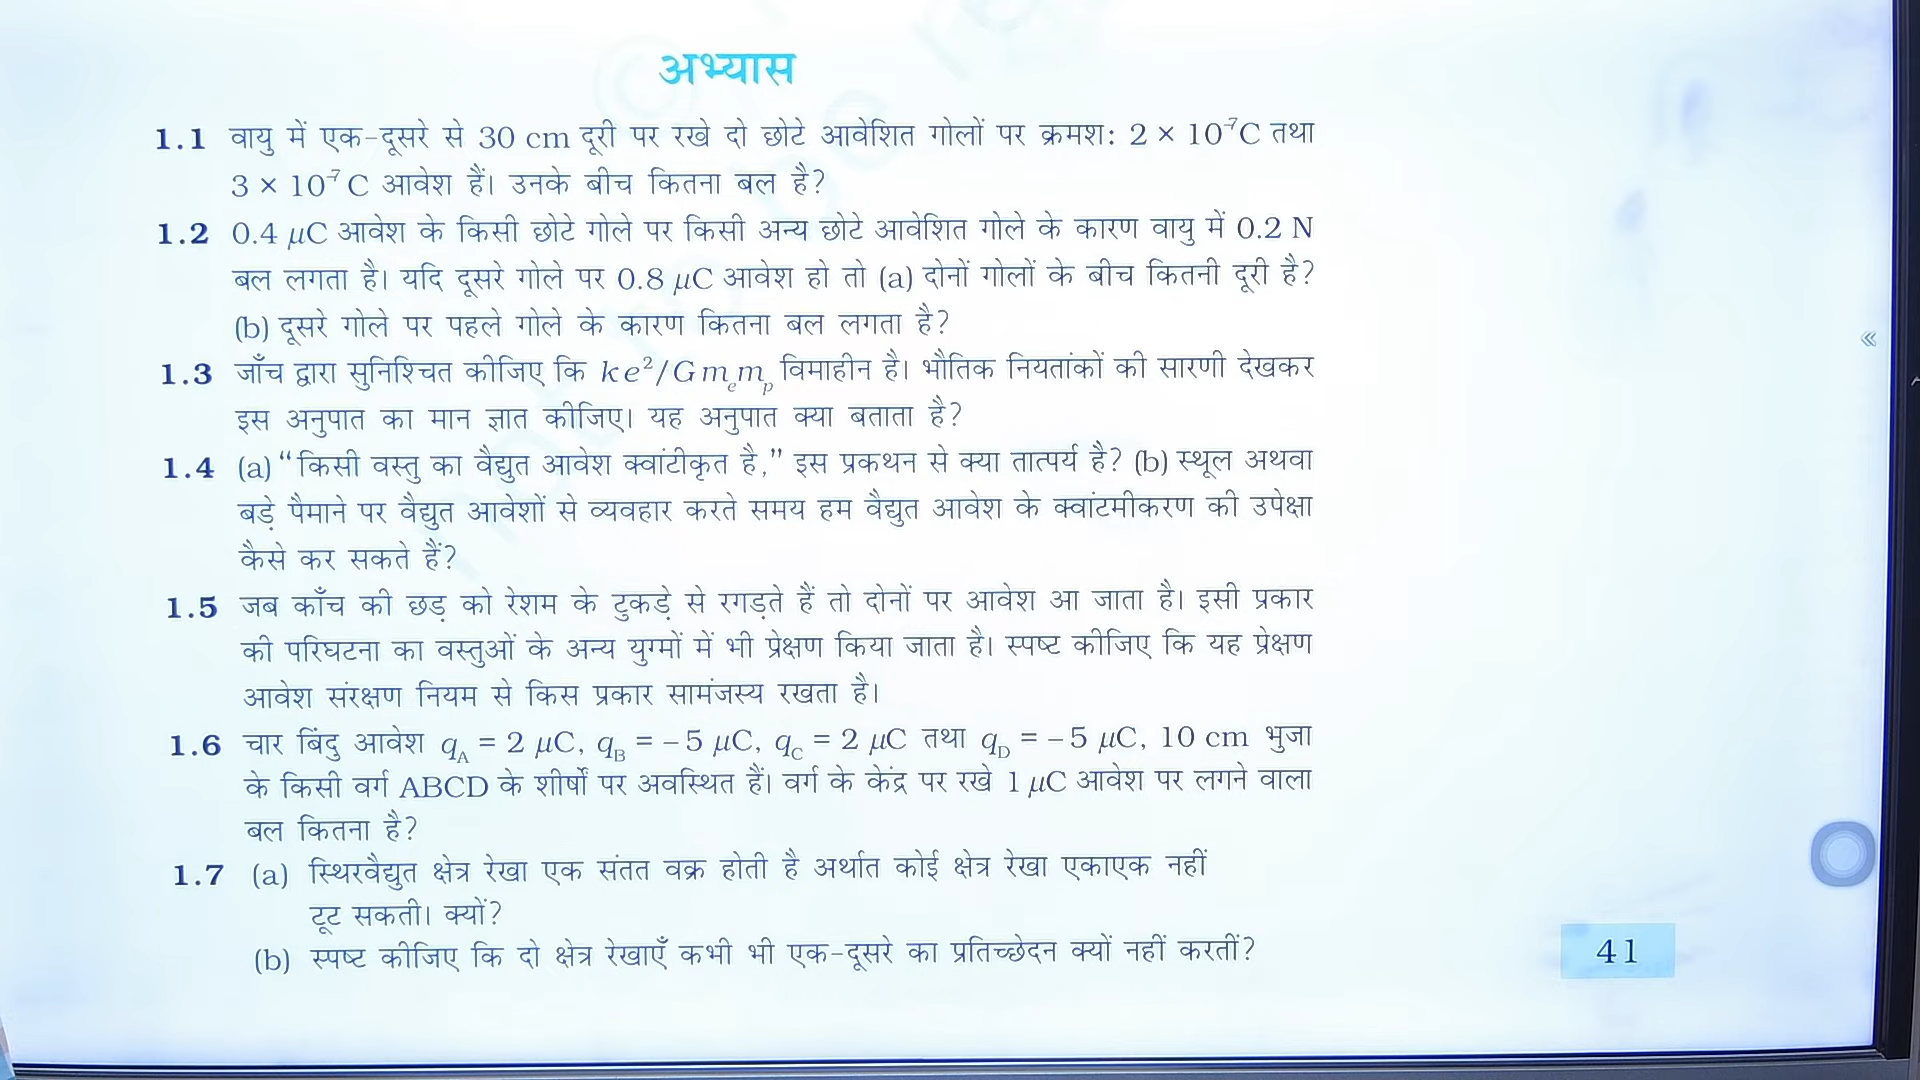 अभ्यास
1.1 वायु में एक-दूसरे से 30 cm दूरी पर रखे दो छोटे आवेशित गोलों पर क्रमश: 2 × 10⁻⁷C तथा
3 × 10⁻⁷ C आवेश हैं। उनके बीच कितना बल है?
1.2 0.4 μC आवेश के किसी छोटे गोले पर किसी अन्य छोटे आवेशित गोले के कारण वायु में 0.2 N
बल लगता है। यदि दूसरे गोले पर 0.8 μC आवेश हो तो (a) दोनों गोलों के बीच कितनी दूरी है?
(b) दूसरे गोले पर पहले गोले के कारण कितना बल लगता है?
1.3 जाँच द्वारा सुनिश्चित कीजिए कि ke²/Gmₑmₚ विमाहीन है। भौतिक नियतांकों की सारणी देखकर
इस अनुपात का मान ज्ञात कीजिए। यह अनुपात क्या बताता है?
1.4 (a) “किसी वस्तु का वैद्युत आवेश क्वांटीकृत है,” इस प्रकथन से क्या तात्पर्य है? (b) स्थूल अथवा
बड़े पैमाने पर वैद्युत आवेशों से व्यवहार करते समय हम वैद्युत आवेश के क्वांटमीकरण की उपेक्षा
कैसे कर सकते हैं?
1.5 जब काँच की छड़ को रेशम के टुकड़े से रगड़ते हैं तो दोनों पर आवेश आ जाता है। इसी प्रकार
की परिघटना का वस्तुओं के अन्य युग्मों में भी प्रेक्षण किया जाता है। स्पष्ट कीजिए कि यह प्रेक्षण
आवेश संरक्षण नियम से किस प्रकार सामंजस्य रखता है।
1.6 चार बिंदु आवेश q_A = 2 μC, q_B = – 5 μC, q_C = 2 μC तथा q_D = – 5 μC, 10 cm भुजा
के किसी वर्ग ABCD के शीर्षों पर अवस्थित हैं। वर्ग के केंद्र पर रखे 1 μC आवेश पर लगने वाला
बल कितना है?
1.7 (a) स्थिरवैद्युत क्षेत्र रेखा एक संतत वक्र होती है अर्थात कोई क्षेत्र रेखा एकाएक नहीं
टूट सकती। क्यों?
(b) स्पष्ट कीजिए कि दो क्षेत्र रेखाएँ कभी भी एक-दूसरे का प्रतिच्छेदन क्यों नहीं करतीं?
41